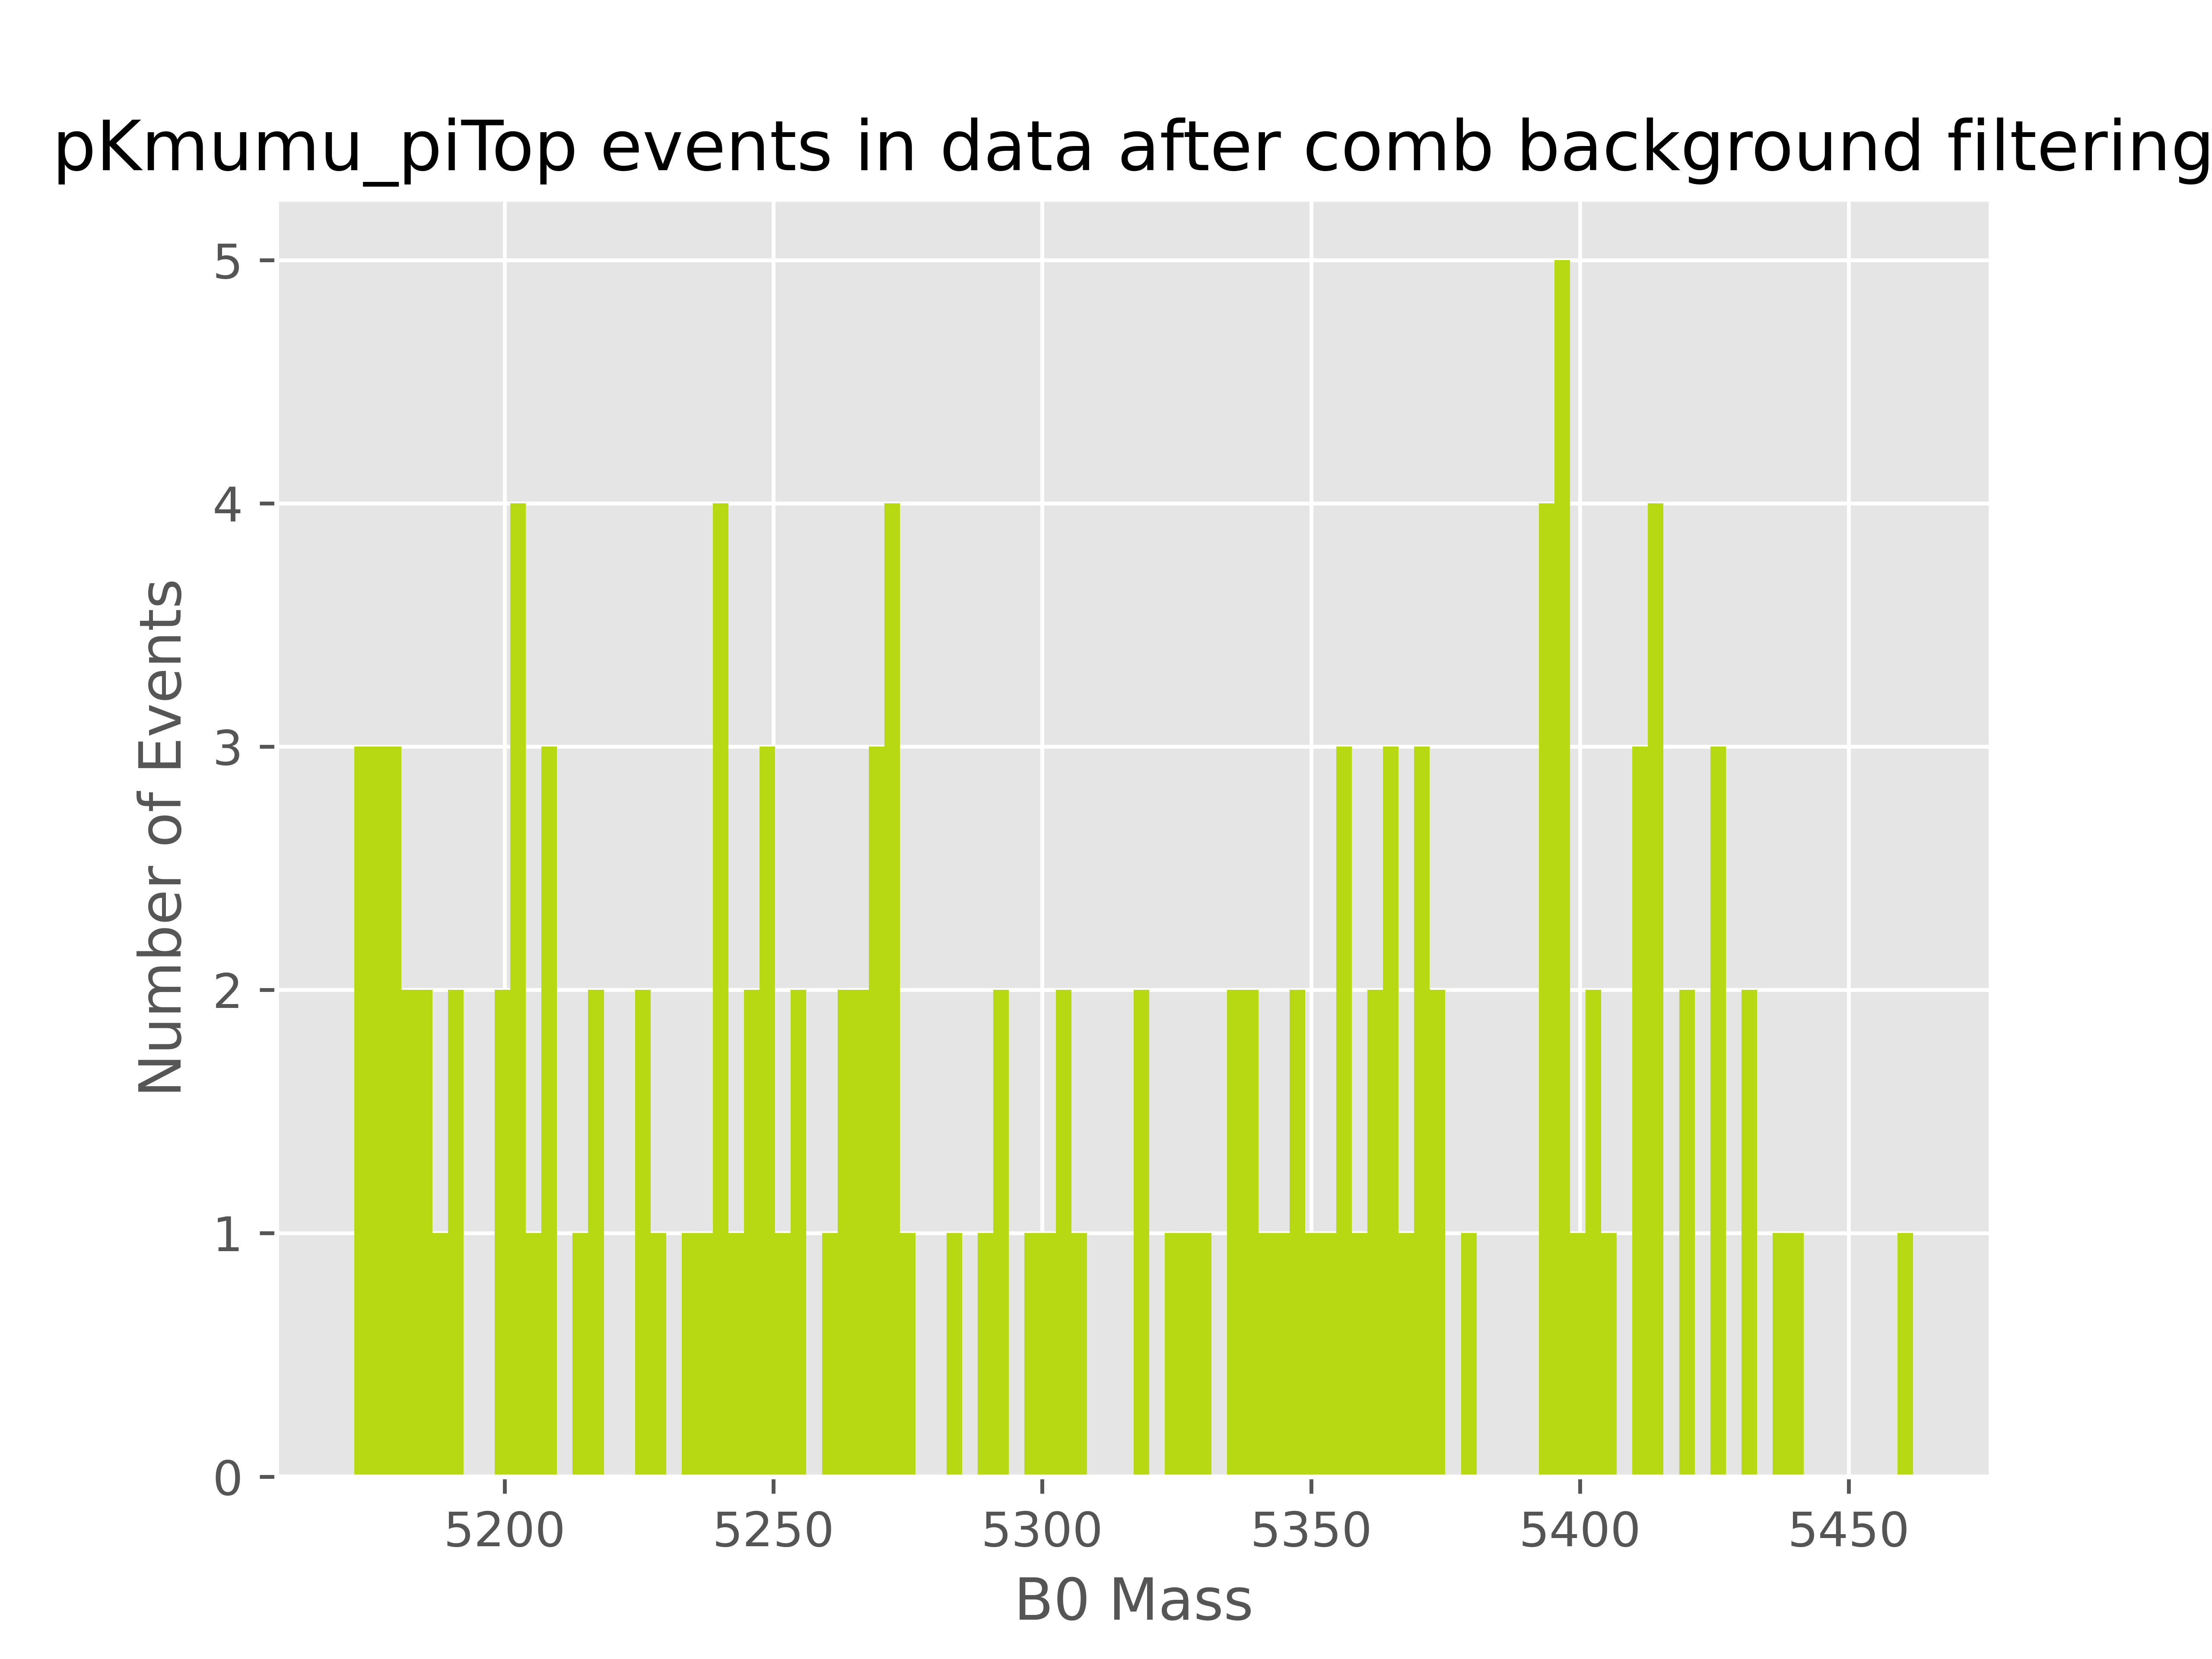 pKmumu_piTop events in data after comb background filtering
5
4
3
2
1
0
Number of Events
5200 5250 5300 5350 5400 5450
B0 Mass